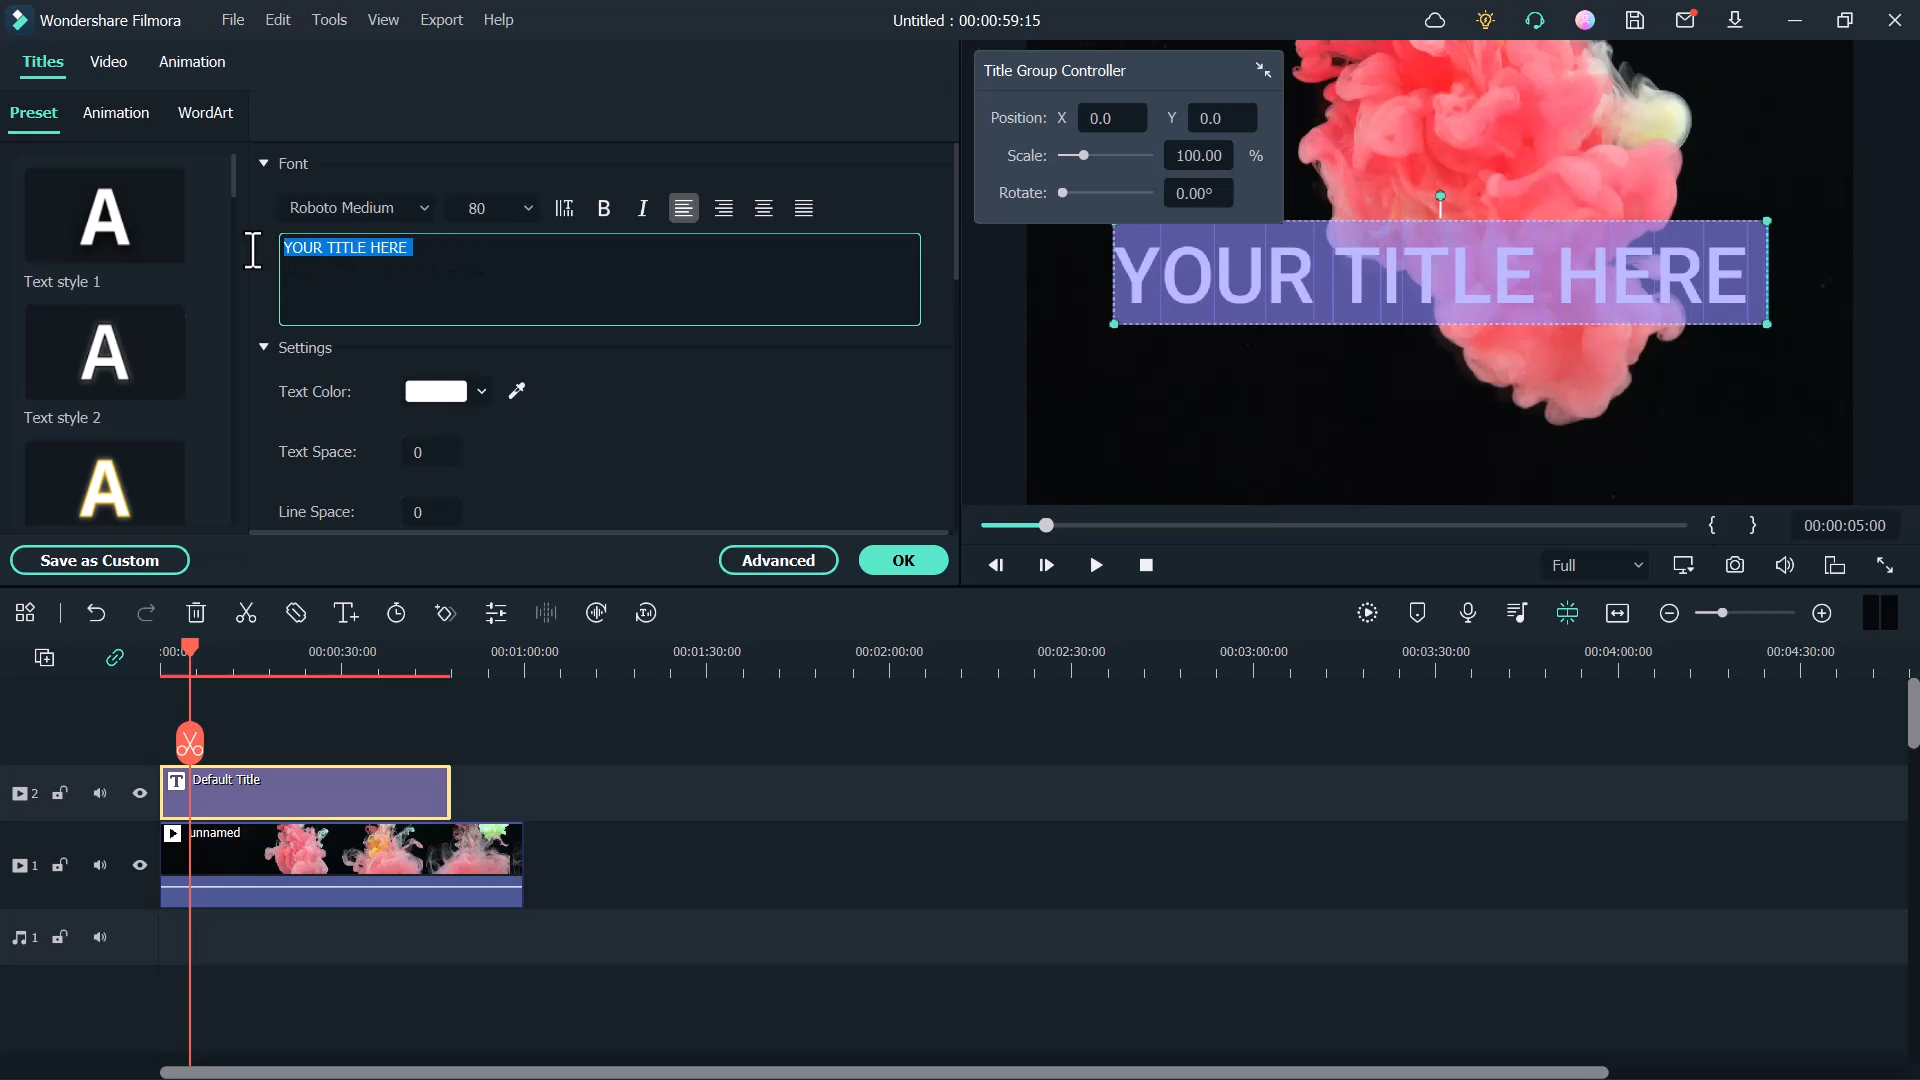 Wondershare Filmora
File Edit Tools View Export Help
Untitled : 00:00:59:15
Titles Video Animation
Preset Animation WordArt
A
Text style 1
A
Text style 2
A
Save as Custom
Font
Roboto Medium 80 B I
YOUR TITLE HERE
Settings
Text Color:
Text Space: 0
Line Space: 0
Advanced OK
Title Group Controller
Position: X 0.0 Y 0.0
Scale: 100.00 %
Rotate: 0.00º
YOUR TITLE HERE
{ } 00:00:05:00
Full
00:00:30:00 00:01:00:00 00:01:30:00 00:02:00:00 00:02:30:00 00:03:00:00 00:03:30:00 00:04:00:00 00:04:30:00
2 T Default Title
1 unnamed
1